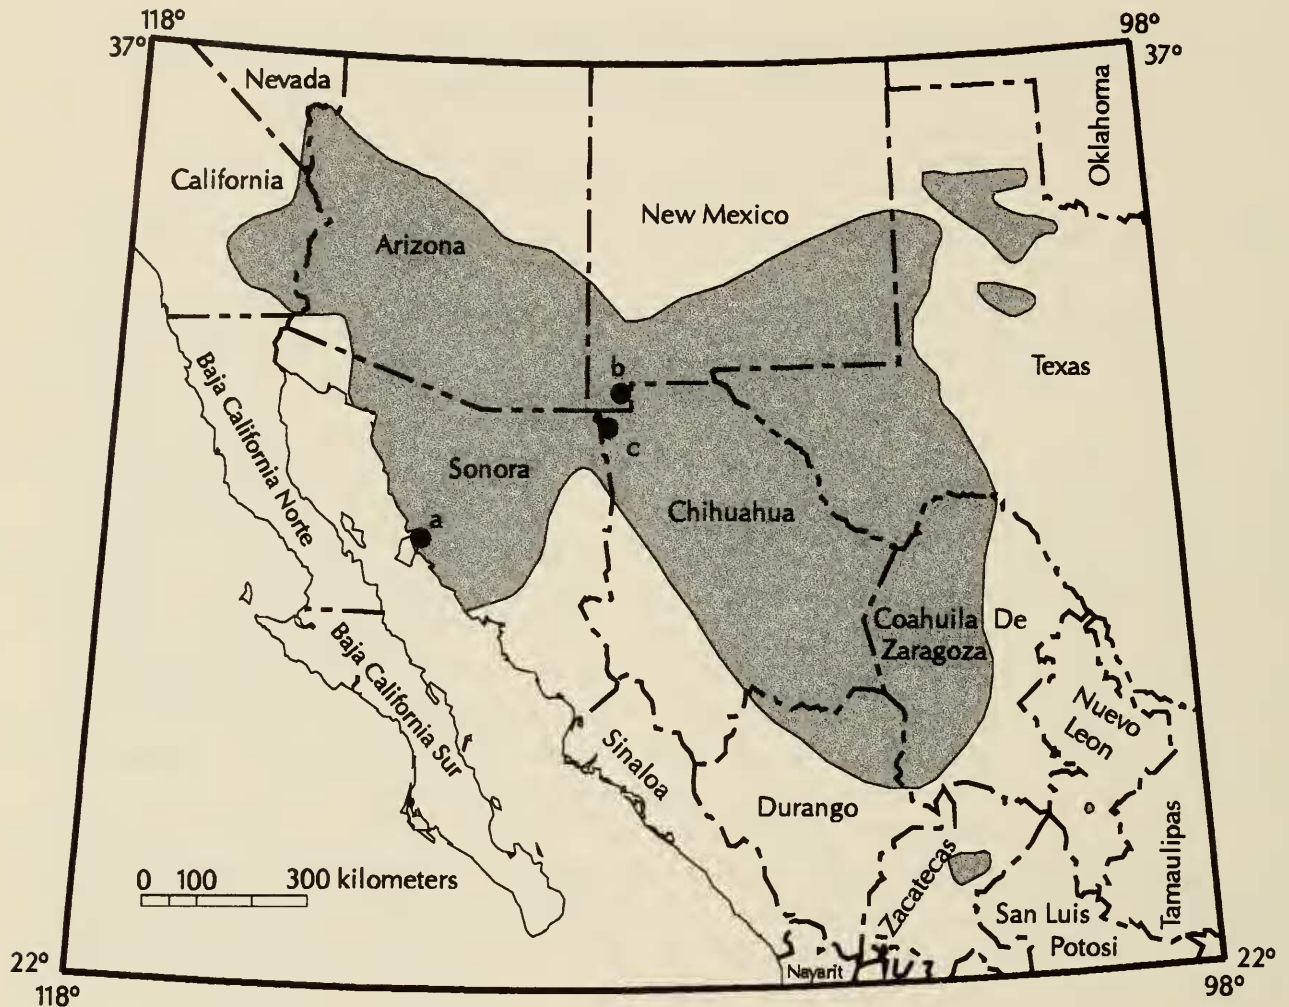 118°
98°
37°
37°
Nevada
Oklahoma
California
New Mexico
Arizona
Texas
b
Baja California Norte
c
Sonora
Chihuahua
a
Coahuila De
Zaragoza
Baja California Sur
Nuevo
Leon
Sinaloa
Durango
Tamaulipas
0 100 300 kilometers
Zacatecas
San Luis
Potosi
22°
22°
Nayarit
118°
98°